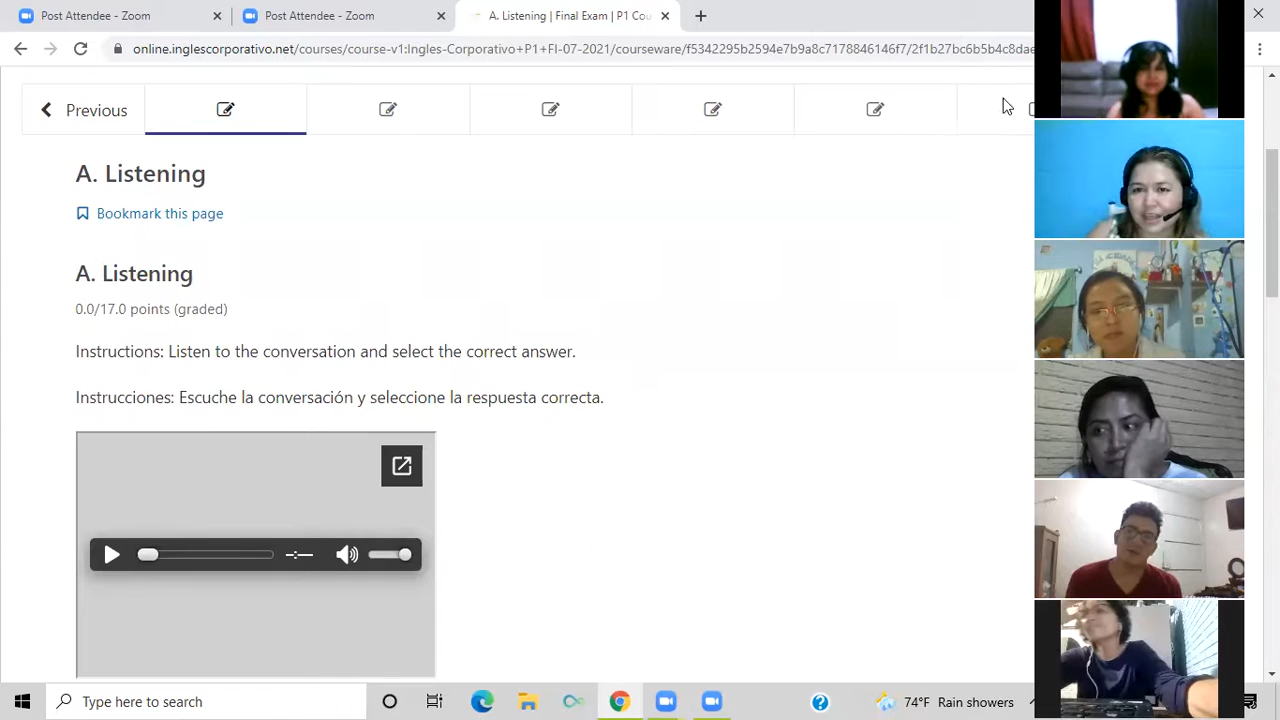 Post Attendee - Zoom
Post Attendee - Zoom
A. Listening | Final Exam | P1 Cou
online.inglescorporativo.net/courses/course-v1:Ingles-Corporativo+P1+FI-07-2021/courseware/f5342295b2594e7b9a8c7178846146f7/2f1b27bc6b5b4c8dae
Previous
A. Listening
Bookmark this page
A. Listening
0.0/17.0 points (graded)
Instructions: Listen to the conversation and select the correct answer.
Instrucciones: Escuche la conversación y seleccione la respuesta correcta.
-:-
Type here to search
Rain